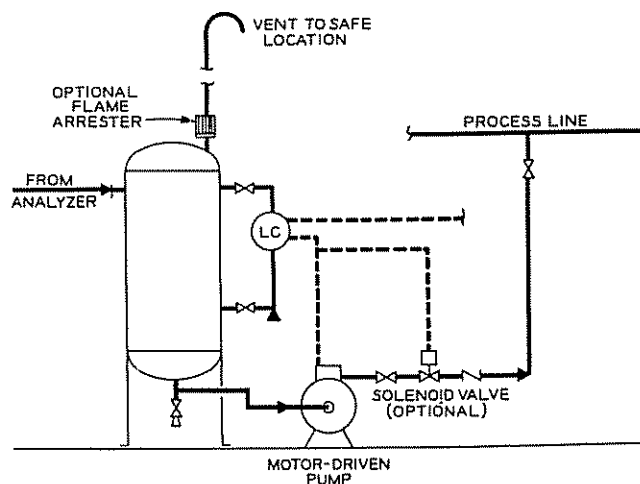 VENT TO SAFE
LOCATION
OPTIONAL
FLAME
ARRESTER
PROCESS LINE
FROM
ANALYZER
LC
SOLENOID VALVE
(OPTIONAL)
MOTOR-DRIVEN
PUMP